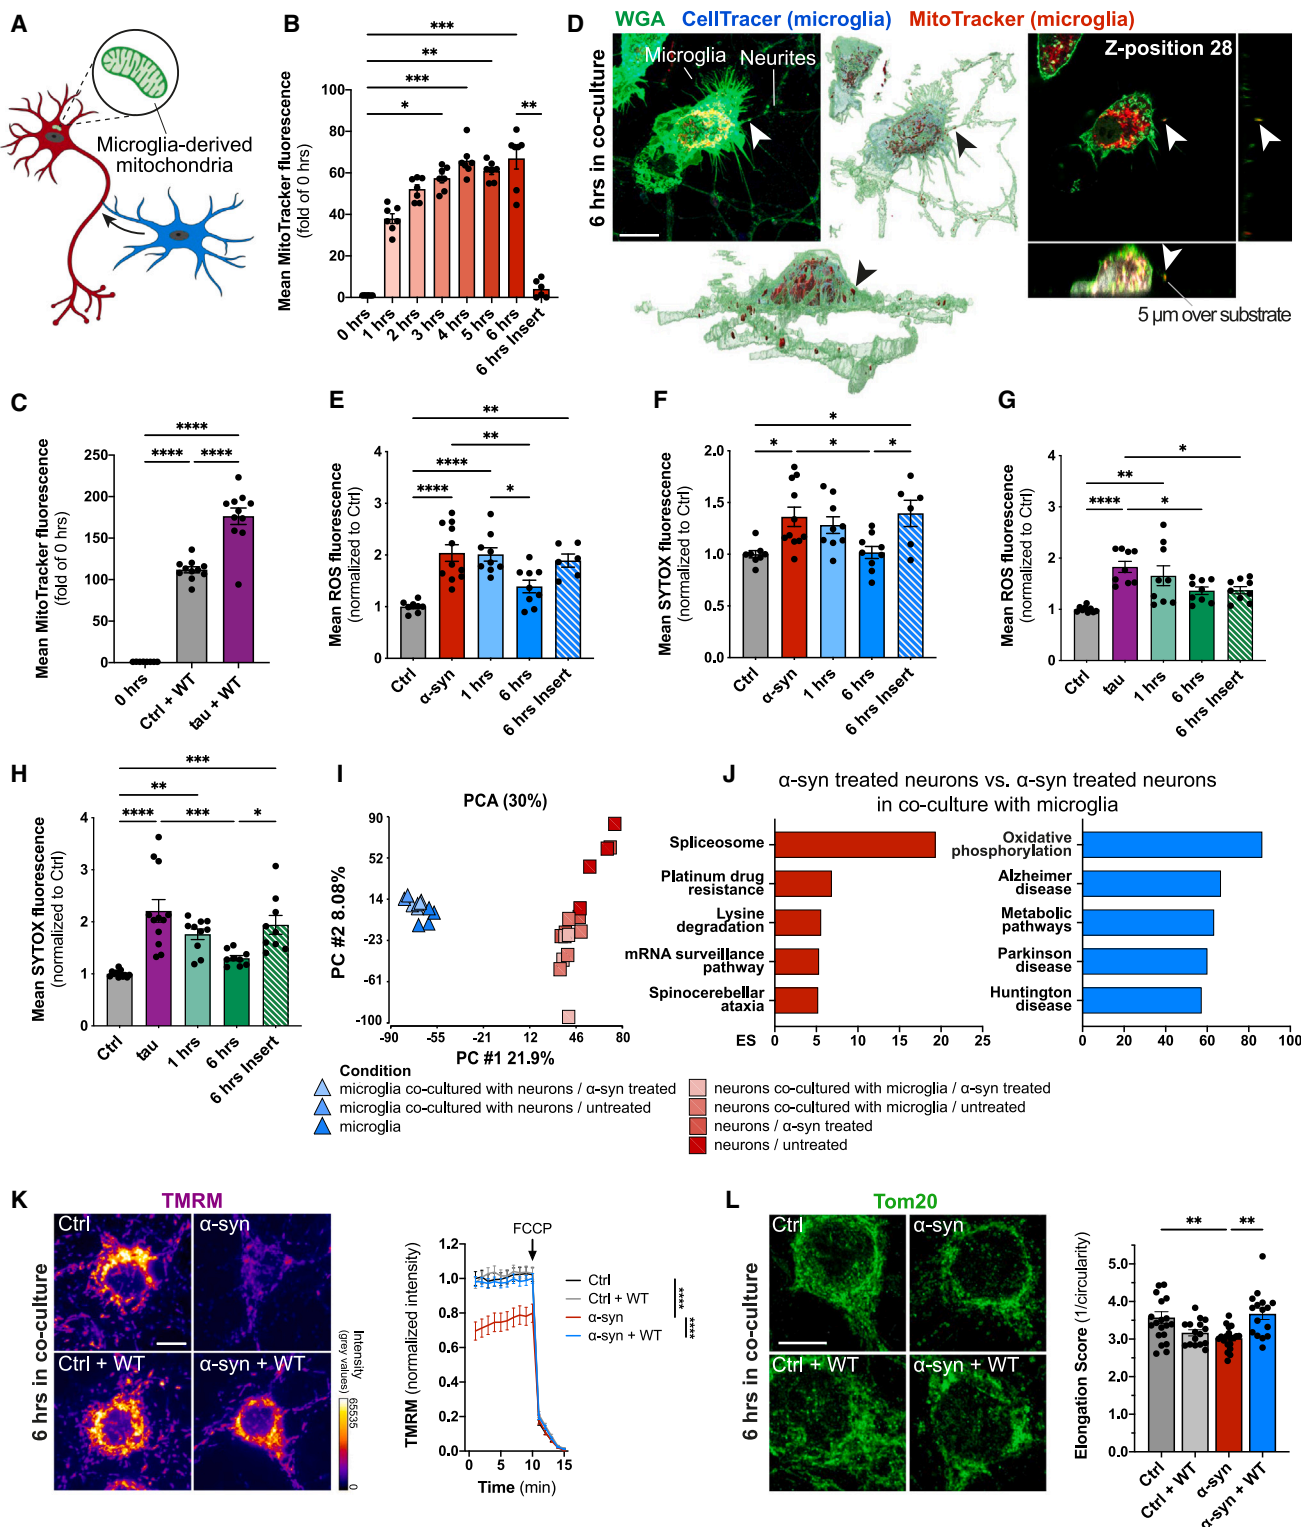 A
Microglia-derived
mitochondria
B
Mean MitoTracker fluorescence
(fold of 0 hrs)
100
80
60
40
20
0
***
**
***
*
**
0 hrs
1 hrs
2 hrs
3 hrs
4 hrs
5 hrs
6 hrs
6 hrs Insert
D
WGA CellTracer (microglia) MitoTracker (microglia)
6 hrs in co-culture
Microglia
Neurites
Z-position 28
5 µm over substrate
C
Mean MitoTracker fluorescence
(fold of 0 hrs)
250
200
150
100
50
0
****
**** ****
0 hrs
Ctrl + WT
tau + WT
E
Mean ROS fluorescence
(normalized to Ctrl)
4
3
2
1
0
**
**
****
**** *
Ctrl
α-syn
1 hrs
6 hrs
6 hrs Insert
F
Mean SYTOX fluorescence
(normalized to Ctrl)
2.0
1.5
1.0
0.5
0.0
*
* * *
Ctrl
α-syn
1 hrs
6 hrs
6 hrs Insert
G
Mean ROS fluorescence
(normalized to Ctrl)
4
3
2
1
0
*
**
**** *
Ctrl
tau
1 hrs
6 hrs
6 hrs Insert
H
Mean SYTOX fluorescence
(normalized to Ctrl)
4
3
2
1
0
***
**
**** *** *
Ctrl
tau
1 hrs
6 hrs
6 hrs Insert
I
PCA (30%)
PC #2 8.08%
90
52
14
-23
-61
-100
-90 -55 -21 11 46 80
PC #1 21.9%
Condition
microglia co-cultured with neurons / α-syn treated
microglia co-cultured with neurons / untreated
microglia
neurons co-cultured with microglia / α-syn treated
neurons co-cultured with microglia / untreated
neurons / α-syn treated
neurons / untreated
J
α-syn treated neurons vs. α-syn treated neurons
in co-culture with microglia
Spliceosome
Platinum drug
resistance
Lysine
degradation
mRNA surveillance
pathway
Spinocerebellar
ataxia
ES
0 5 10 15 20 25
Oxidative
phosphorylation
Alzheimer
disease
Metabolic
pathways
Parkinson
disease
Huntington
disease
0 20 40 60 80 100
K
TMRM
6 hrs in co-culture
Ctrl
α-syn
Ctrl + WT
α-syn + WT
Intensity
(grey values)
65535
0
TMRM (normalized intensity)
1.2
1.0
0.8
0.6
0.4
0.2
0.0
FCCP
Ctrl
Ctrl + WT
α-syn
α-syn + WT
****
****
0 5 10 15
Time (min)
L
Tom20
6 hrs in co-culture
Ctrl
α-syn
Ctrl + WT
α-syn + WT
Elongation Score (1/circularity)
5.0
4.0
3.0
2.0
1.0
0.0
** **
Ctrl
Ctrl + WT
α-syn
α-syn + WT